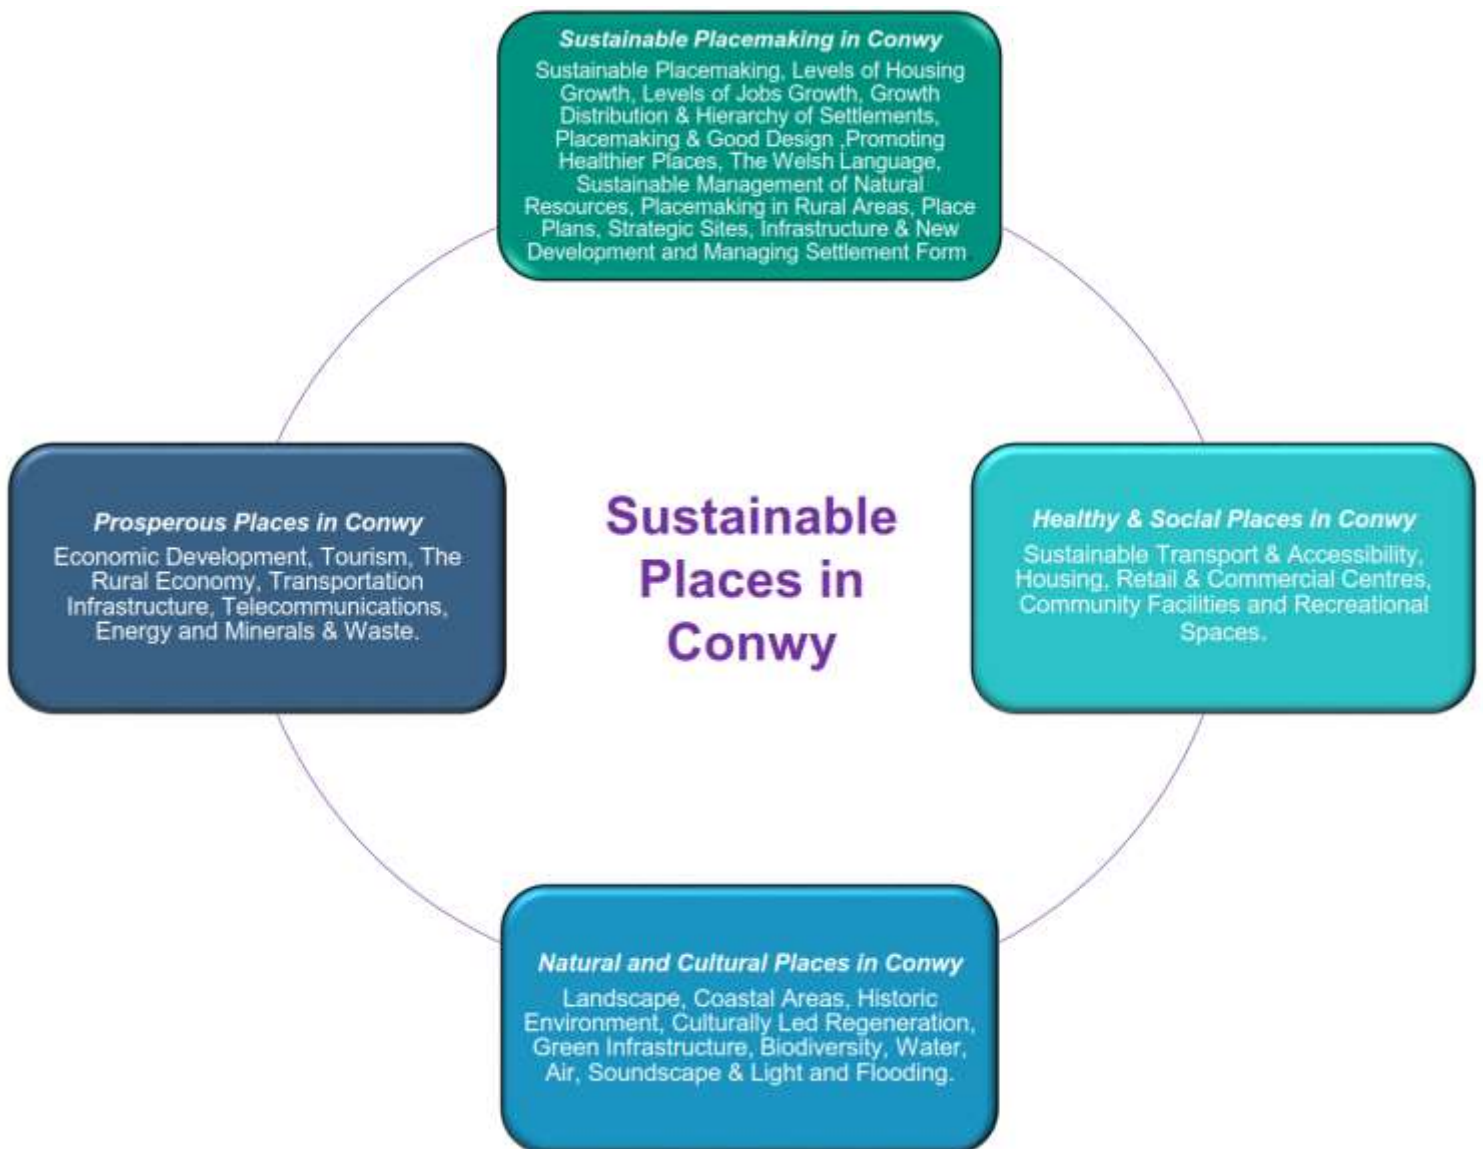 Sustainable Placemaking in Conwy
Sustainable Placemaking, Levels of Housing
Growth, Levels of Jobs Growth, Growth
Distribution & Hierarchy of Settlements,
Placemaking & Good Design ,Promoting
Healthier Places, The Welsh Language,
Sustainable Management of Natural
Resources, Placemaking in Rural Areas, Place
Plans, Strategic Sites, Infrastructure & New
Development and Managing Settlement Form.
Prosperous Places in Conwy
Economic Development, Tourism, The
Rural Economy, Transportation
Infrastructure, Telecommunications,
Energy and Minerals & Waste.
Sustainable
Places in
Conwy
Healthy & Social Places in Conwy
Sustainable Transport & Accessibility,
Housing, Retail & Commercial Centres,
Community Facilities and Recreational
Spaces.
Natural and Cultural Places in Conwy
Landscape, Coastal Areas, Historic
Environment, Culturally Led Regeneration,
Green Infrastructure, Biodiversity, Water,
Air, Soundscape & Light and Flooding.